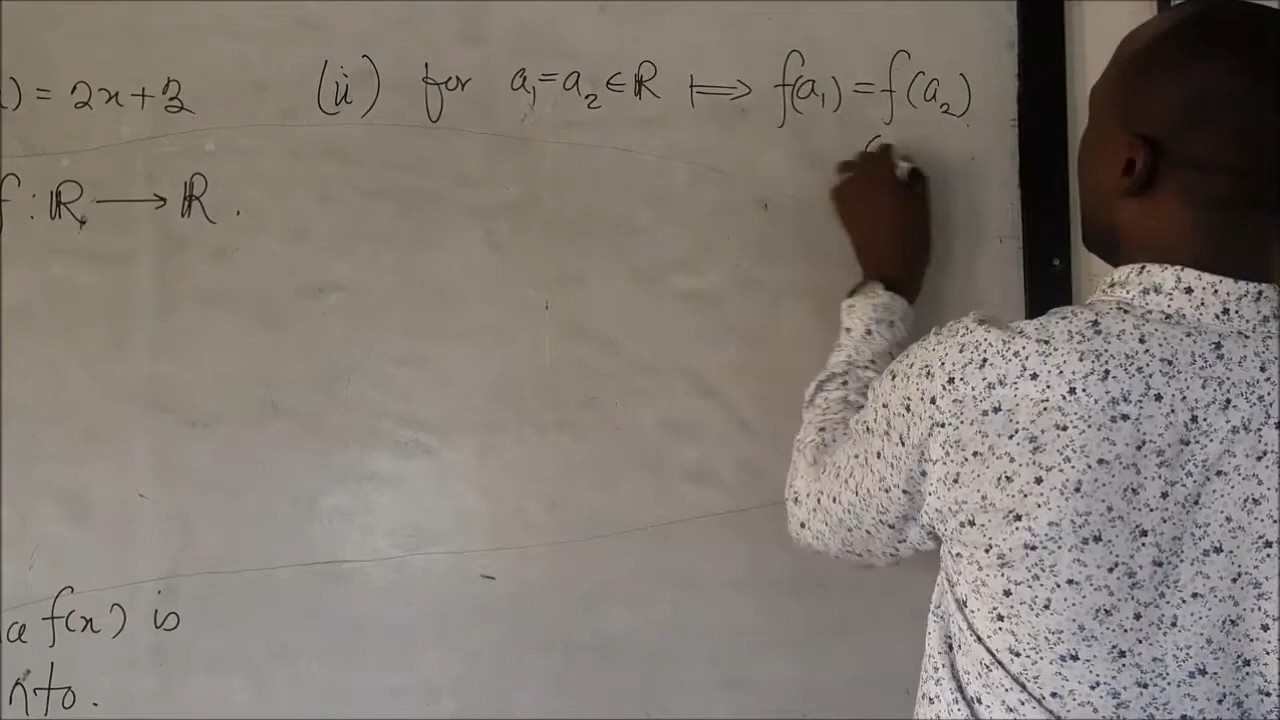 ) = 2x+3
(ii) for a₁=a₂∈ℝ ⟾ f(a₁)=f(a₂)
f:ℝ⟶ℝ.
f(x) is
nto.